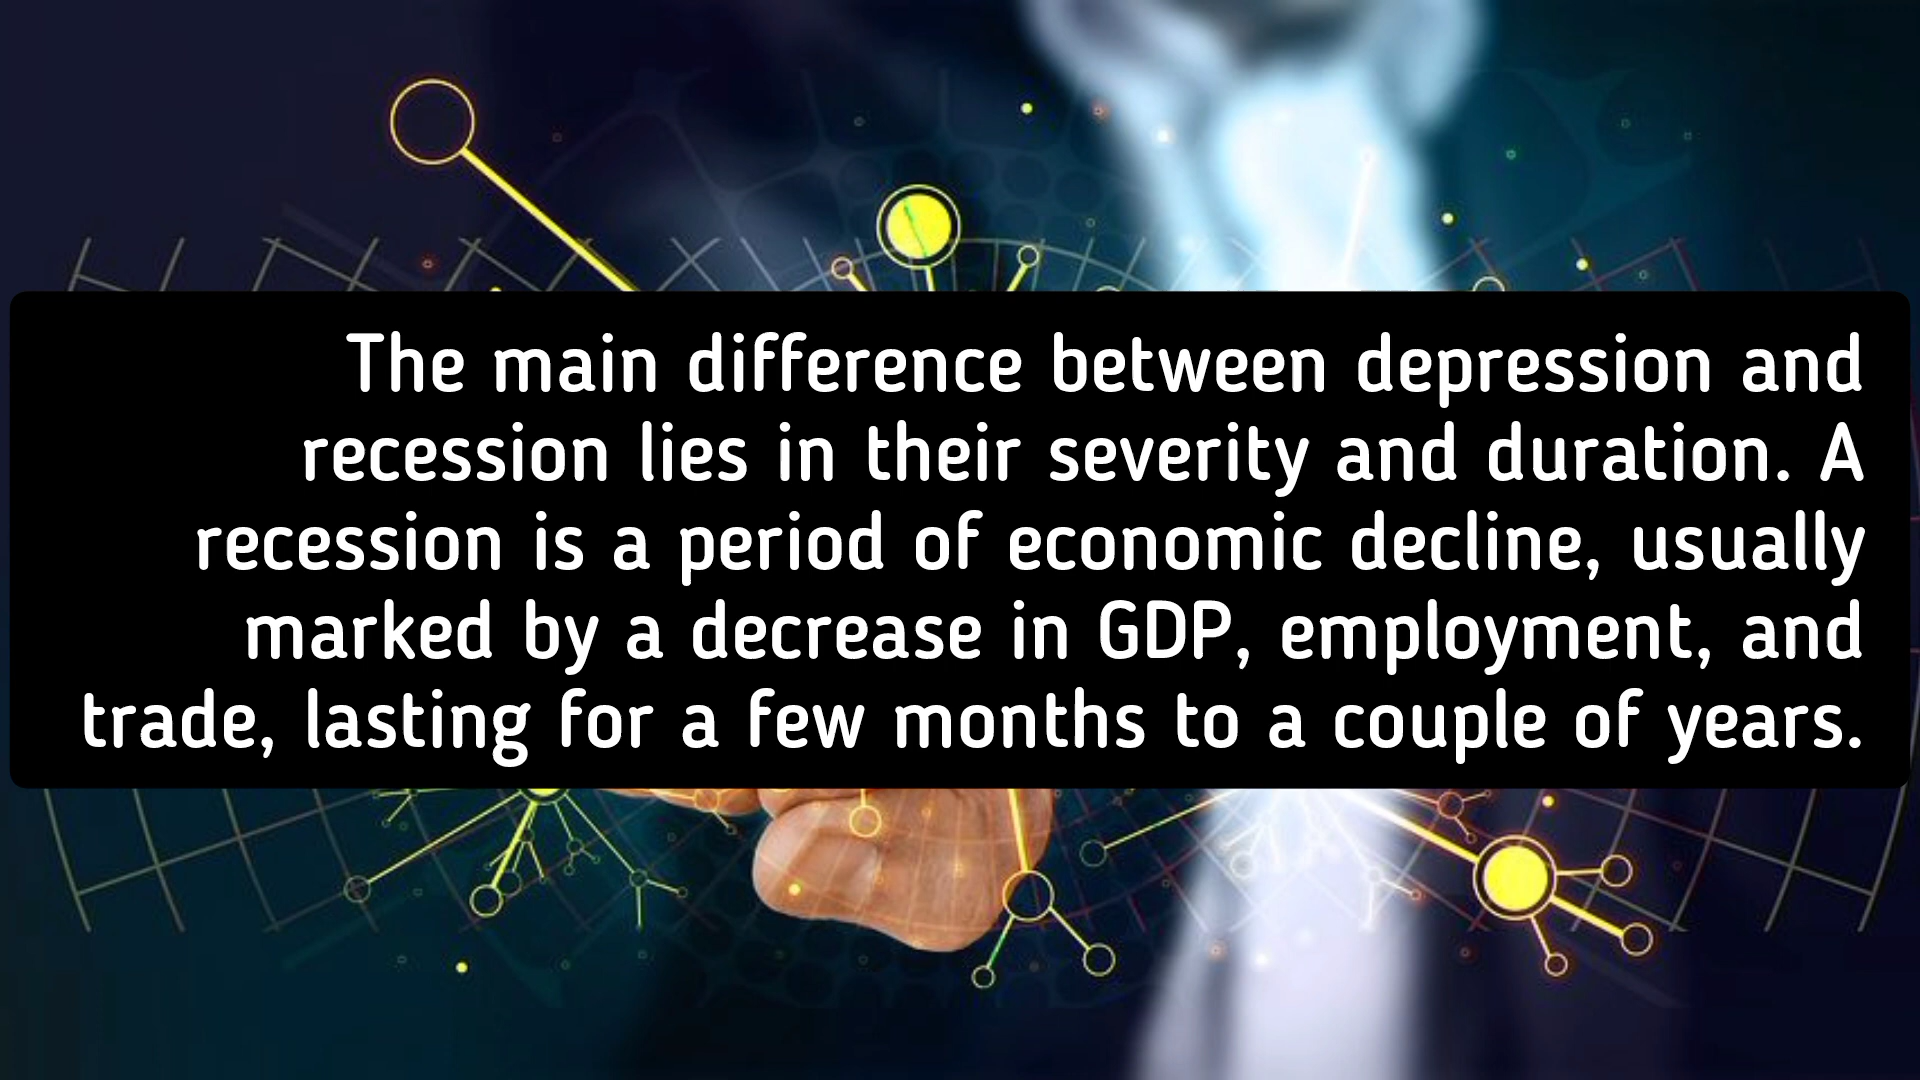 The main difference between depression and
recession lies in their severity and duration. A
recession is a period of economic decline, usually
marked by a decrease in GDP, employment, and
trade, lasting for a few months to a couple of years.